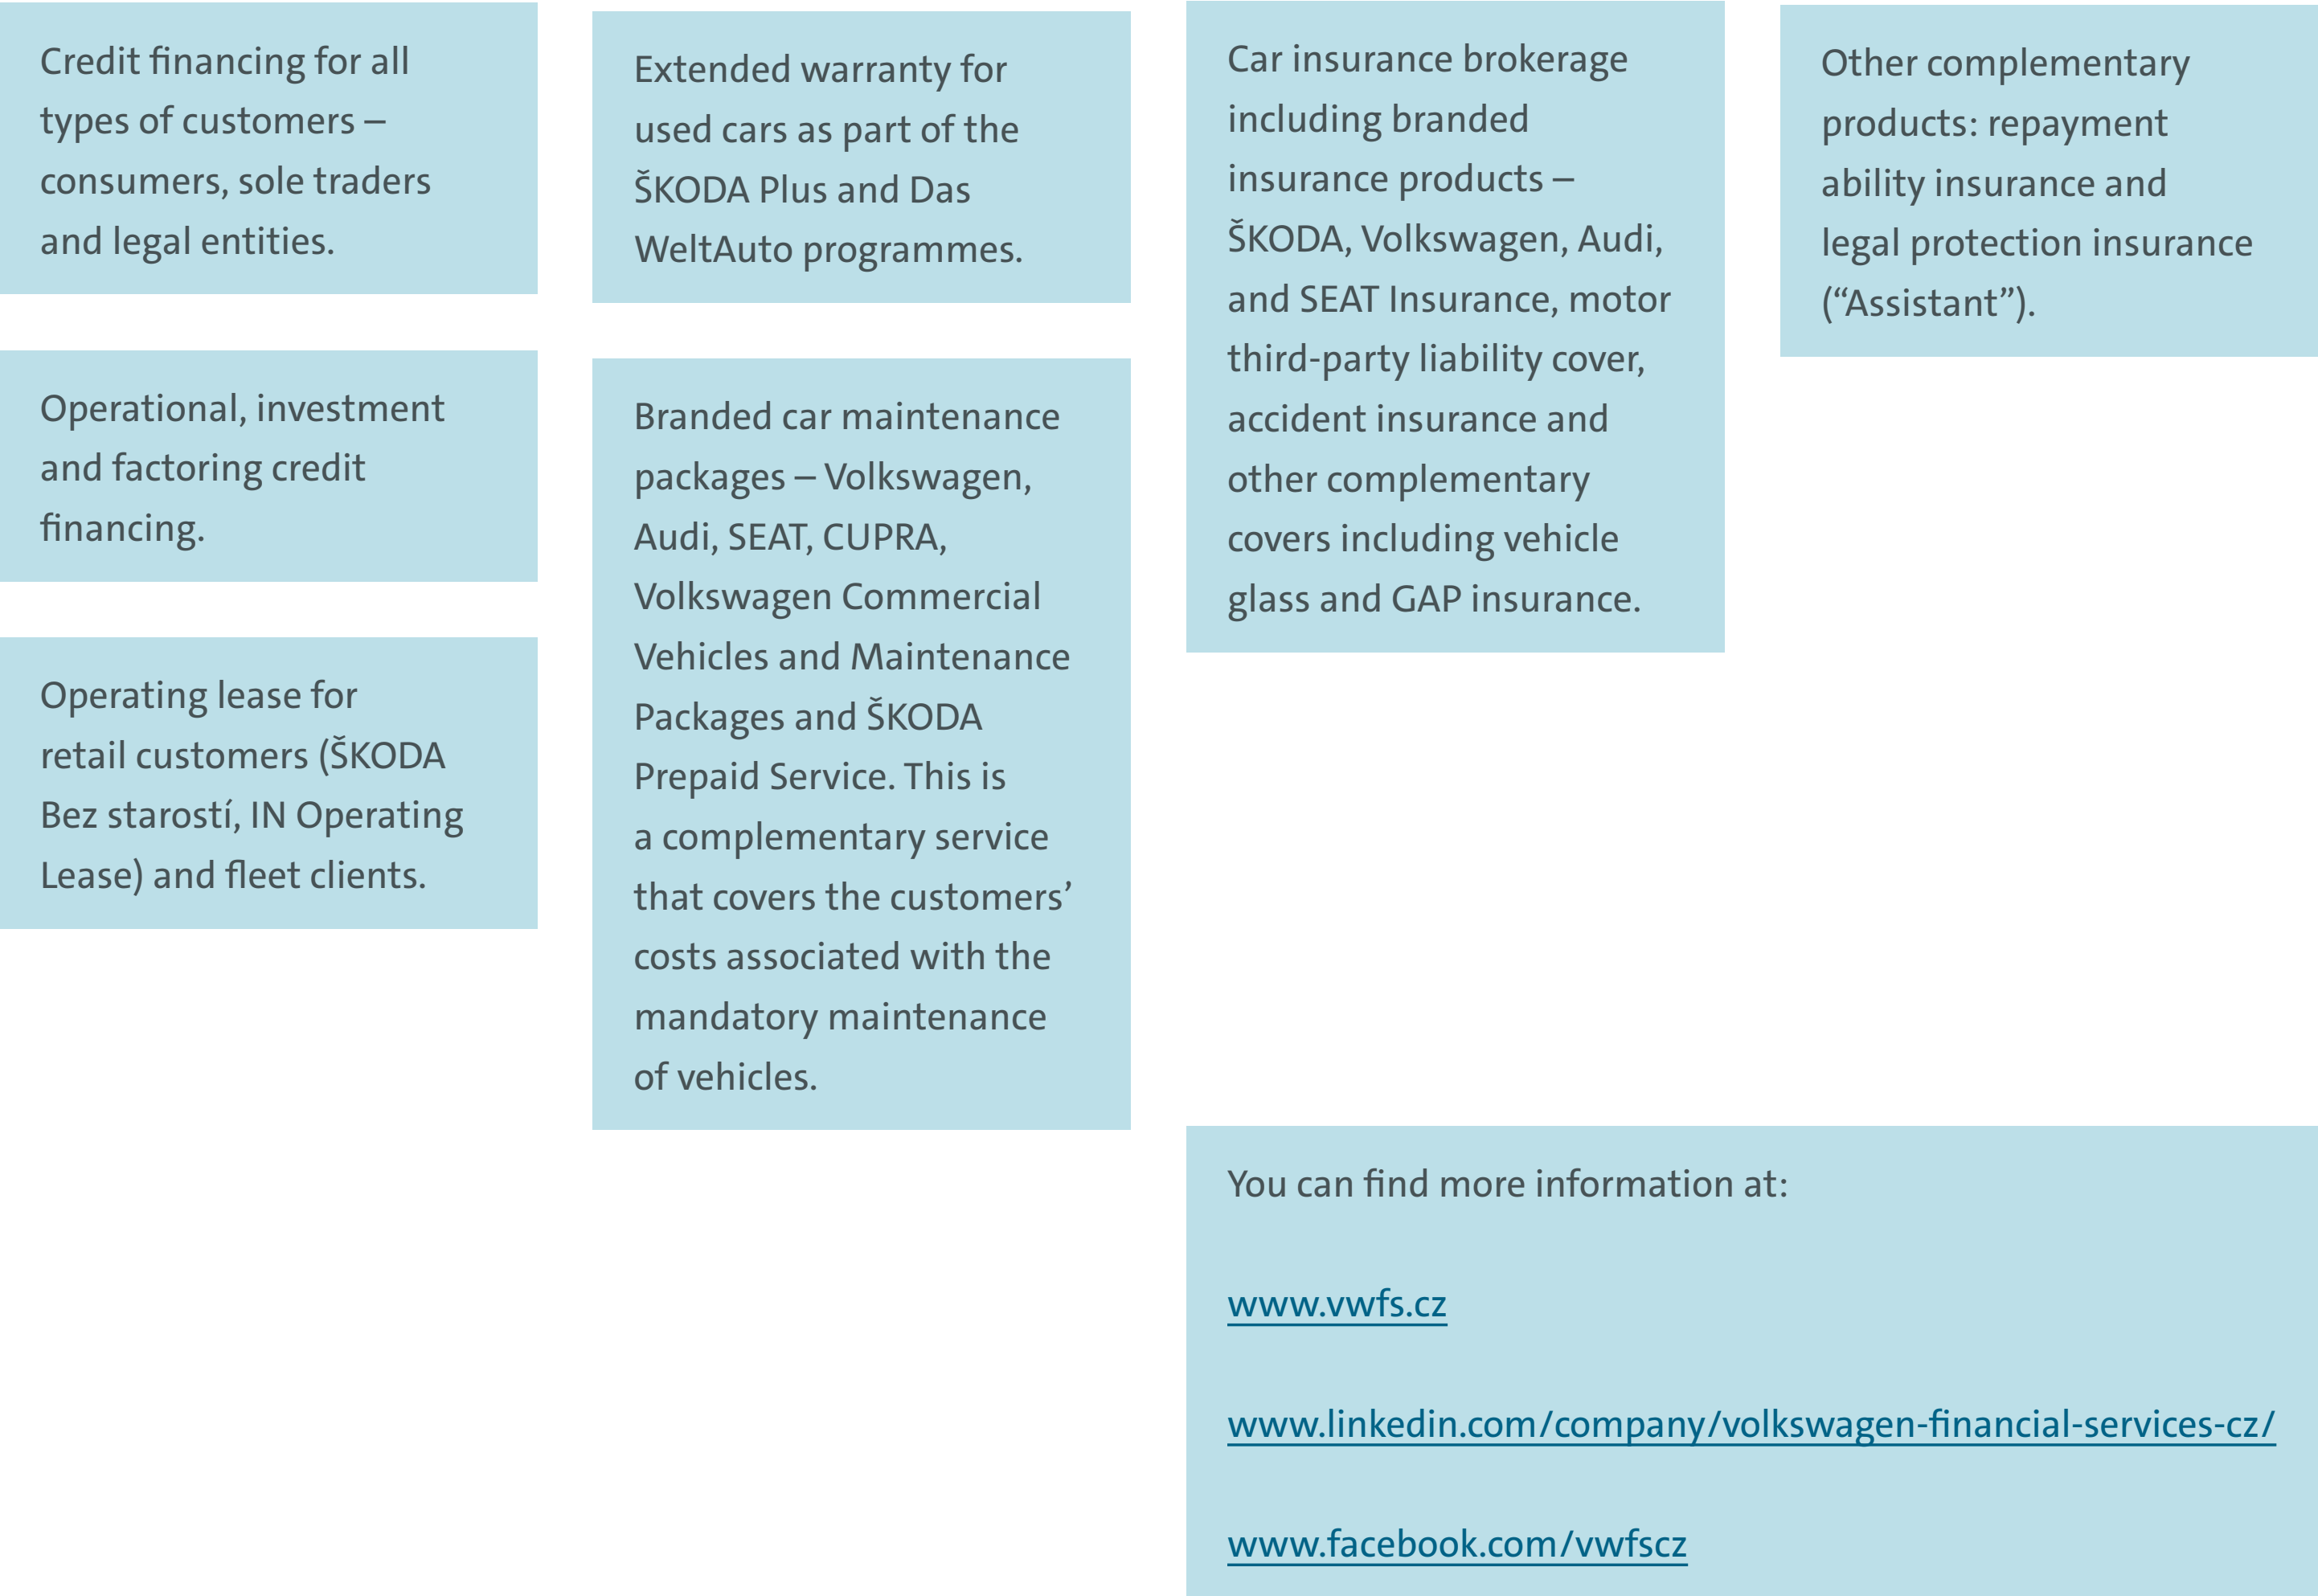 Credit financing for all
types of customers –
consumers, sole traders
and legal entities.
Operational, investment
and factoring credit
financing.
Operating lease for
retail customers (ŠKODA
Bez starostí, IN Operating
Lease) and fleet clients.
Extended warranty for
used cars as part of the
ŠKODA Plus and Das
WeltAuto programmes.
Branded car maintenance
packages – Volkswagen,
Audi, SEAT, CUPRA,
Volkswagen Commercial
Vehicles and Maintenance
Packages and ŠKODA
Prepaid Service. This is
a complementary service
that covers the customers’
costs associated with the
mandatory maintenance
of vehicles.
Car insurance brokerage
including branded
insurance products –
ŠKODA, Volkswagen, Audi,
and SEAT Insurance, motor
third-party liability cover,
accident insurance and
other complementary
covers including vehicle
glass and GAP insurance.
Other complementary
products: repayment
ability insurance and
legal protection insurance
(“Assistant”).
You can find more information at:
www.vwfs.cz
www.linkedin.com/company/volkswagen-financial-services-cz/
www.facebook.com/vwfscz